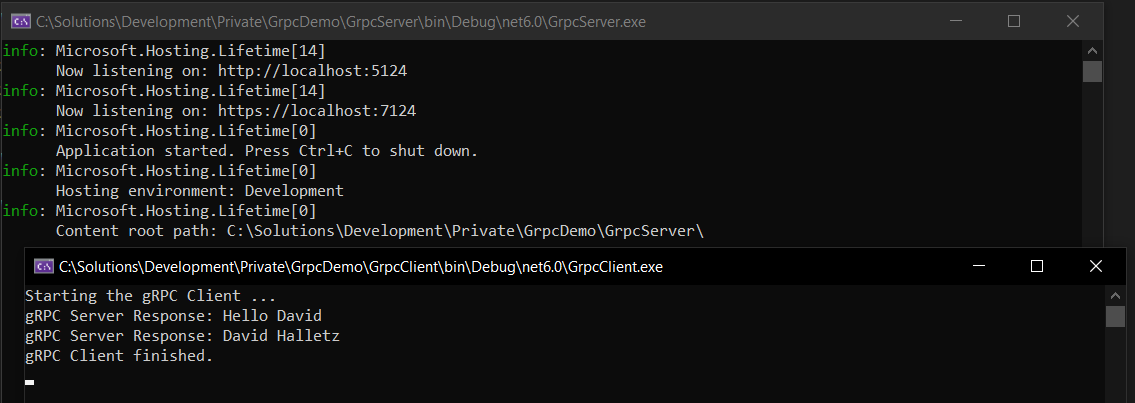 C:\Solutions\Development\Private\GrpcDemo\GrpcServer\bin\Debug\net6.0\GrpcServer.exe
info: Microsoft.Hosting.Lifetime[14]
      Now listening on: http://localhost:5124
info: Microsoft.Hosting.Lifetime[14]
      Now listening on: https://localhost:7124
info: Microsoft.Hosting.Lifetime[0]
      Application started. Press Ctrl+C to shut down.
info: Microsoft.Hosting.Lifetime[0]
      Hosting environment: Development
info: Microsoft.Hosting.Lifetime[0]
      Content root path: C:\Solutions\Development\Private\GrpcDemo\GrpcServer\
C:\Solutions\Development\Private\GrpcDemo\GrpcClient\bin\Debug\net6.0\GrpcClient.exe
Starting the gRPC Client ...
gRPC Server Response: Hello David
gRPC Server Response: David Halletz
gRPC Client finished.